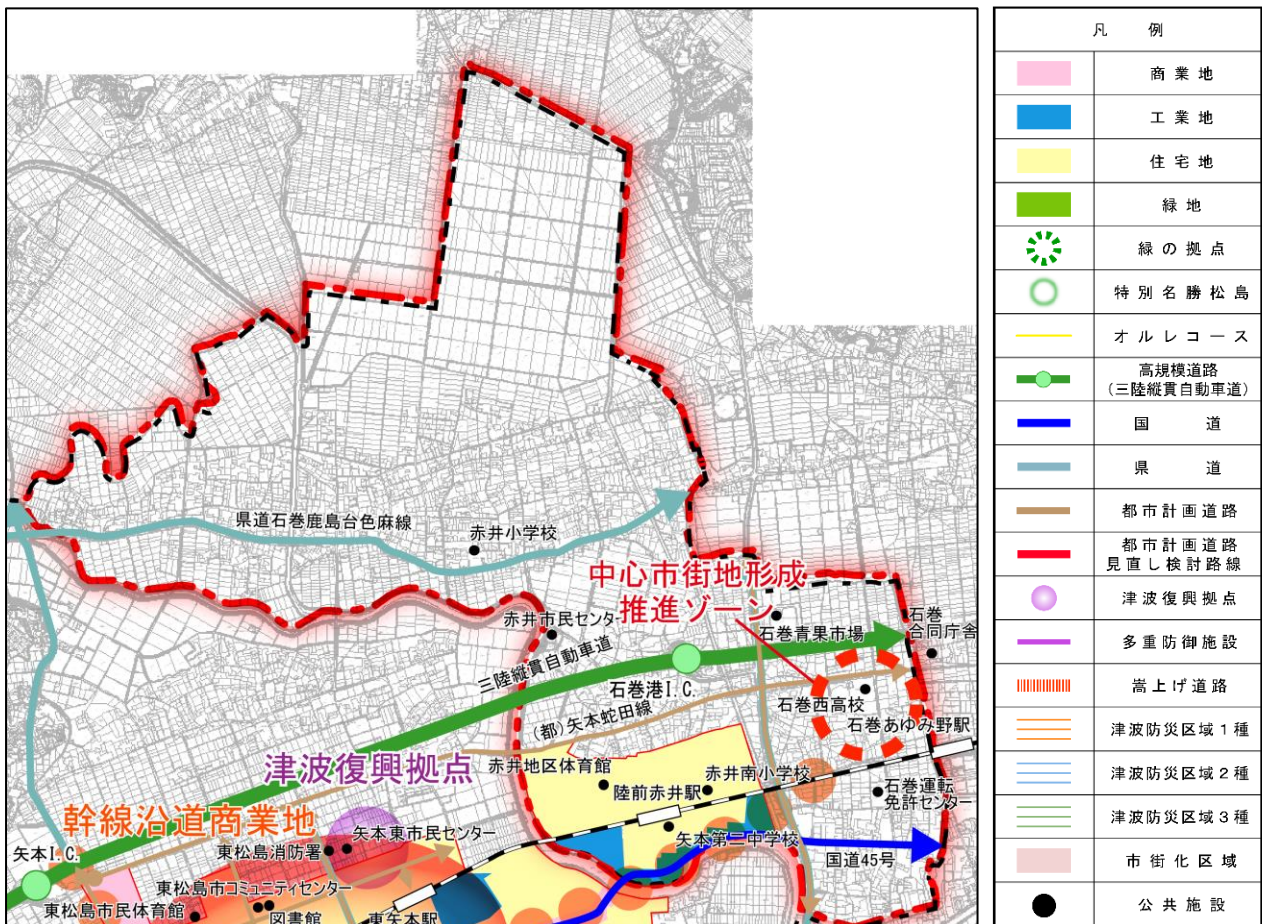 県道石巻鹿島台色麻線
赤井小学校
中心市街地形成
推進ゾーン
赤井市民センター
石巻青果市場
石巻
合同庁舎
三陸縦貫自動車道
石巻港I.C.
石巻西高校
(都)矢本蛇田線
石巻あゆみ野駅
津波復興拠点
赤井地区体育館
赤井南小学校
陸前赤井駅
石巻運転
免許センター
幹線沿道商業地
矢本東市民センター
矢本第二中学校
矢本I.C.
東松島消防署
国道45号
東松島市コミュニティセンター
東松島市民体育館
図書館
東矢本駅
凡 例
商業地
工業地
住宅地
緑地
緑の拠点
特別名勝松島
オルレコース
高規模道路
(三陸縦貫自動車道)
国 道
県 道
都市計画道路
都市計画道路
見直し検討路線
津波復興拠点
多重防御施設
嵩上げ道路
津波防災区域1種
津波防災区域2種
津波防災区域3種
市街化区域
公共施設